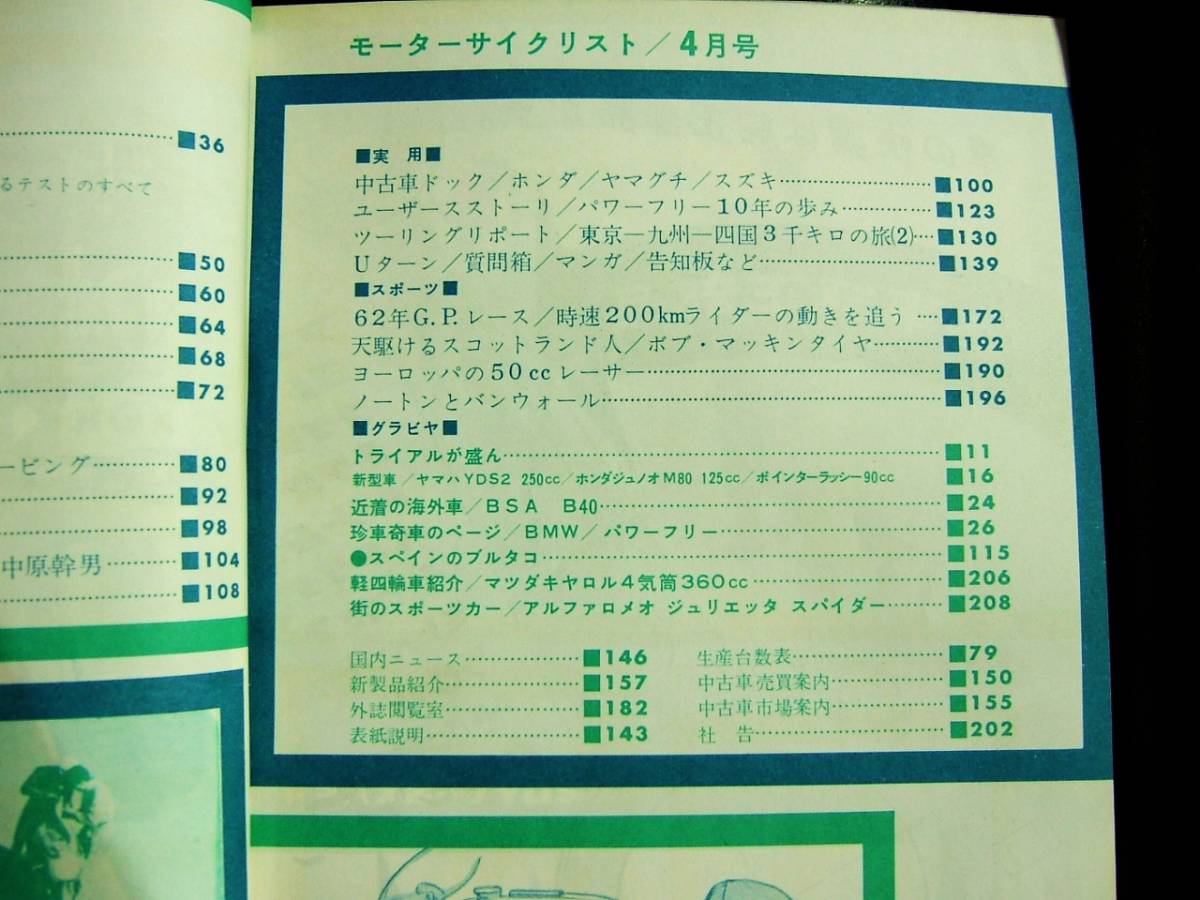 ■36
るテストのすべて
■50
■60
■64
■68
■72
ービング■80
■92
■98
中原幹男■104
■108
モーターサイクリスト／4月号
■実 用■
中古車ドック／ホンダ／ヤマグチ／スズキ■100
ユーザーズストーリ／パワーフリー10年の歩み■123
ツーリングリポート／東京―九州―四国3千キロの旅(2)■130
Uターン／質問箱／マンガ／告知板など■139
■スポーツ■
62年G.P.レース／時速200kmライダーの動きを追う■172
天駆けるスコットランド人／ボブ・マッキンタイヤ■192
ヨーロッパの50ccレーサー■190
ノートンとバンウォール■196
■グラビヤ■
トライアルが盛ん■11
新型車／ヤマハYDS2 250cc／ホンダジュノオM80 125cc／ポインターラッシー90cc■16
近着の海外車／BSA B40■24
珍車奇車のページ／BMW／パワーフリー■26
●スペインのブルタコ■115
軽四輪車紹介／マツダキヤロル4気筒360cc■206
街のスポーツカー／アルファロメオ ジュリエッタ スパイダー■208
国内ニュース■146
新製品紹介■157
外誌閲覧室■182
表紙説明■143
生産台数表■79
中古車売買案内■150
中古車市場案内■155
社 告■202